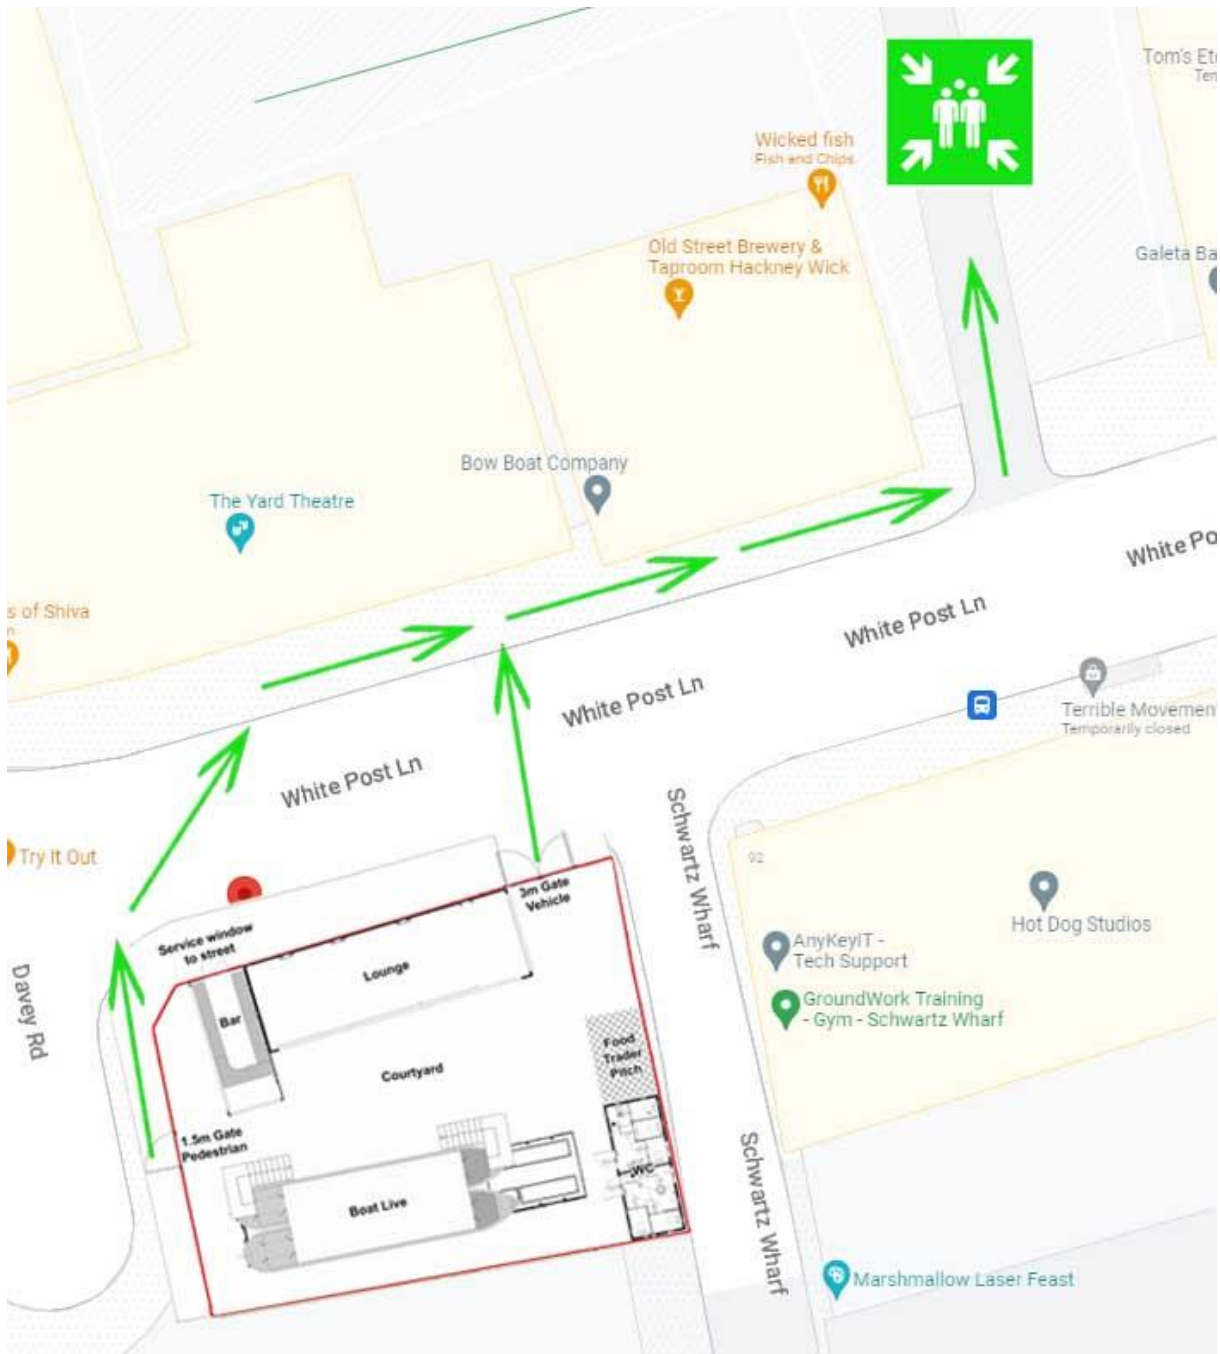 Tom's Et
Ten
Wicked fish
Fish and Chips
Old Street Brewery &
Taproom Hackney Wick
Galeta Ba
Bow Boat Company
The Yard Theatre
White Po
s of Shiva
White Post Ln
White Post Ln
Terrible Movemen
Temporarily closed
White Post Ln
Schwartz Wharf
Try It Out
92
3m Gate
Vehicle
Hot Dog Studios
Service window
to street
AnyKeyIT -
Tech Support
Lounge
GroundWork Training
- Gym - Schwartz Wharf
Davey Rd
Bar
Food
Trader
Pitch
Courtyard
1.5m Gate
Pedestrian
WC
Schwartz Wharf
Boat Live
Marshmallow Laser Feast